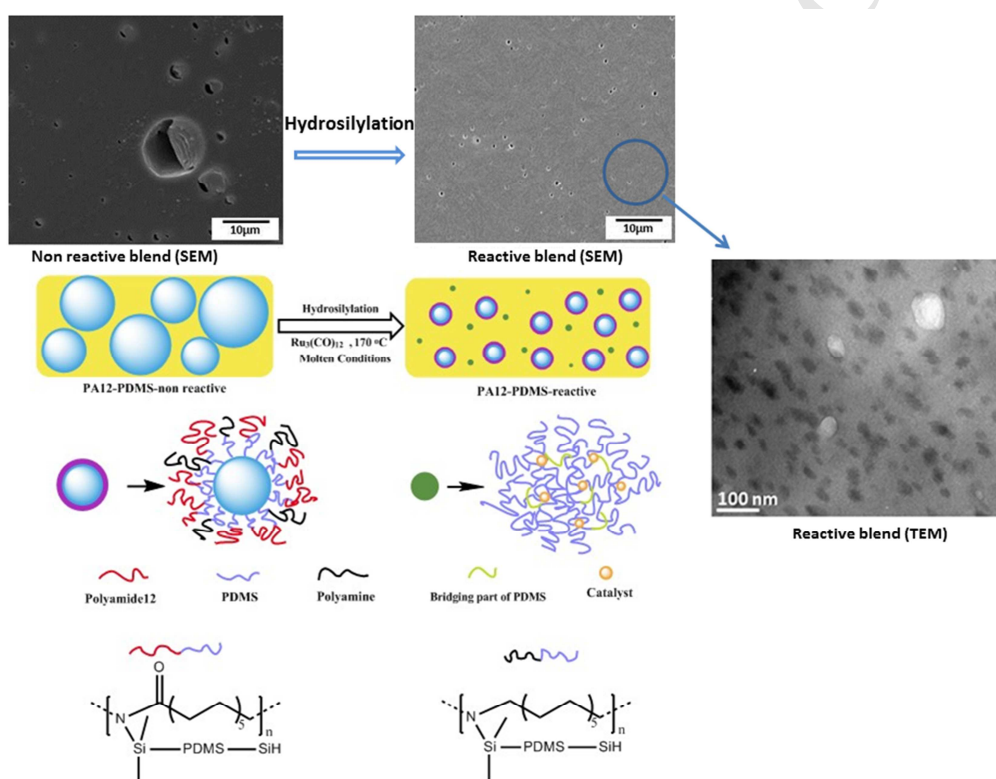 Hydrosilylation
10µm
10µm
Non reactive blend (SEM)
Reactive blend (SEM)
Hydrosilylation
Ru3(CO)12 , 170 ºC
Molten Conditions
PA12-PDMS-non reactive
PA12-PDMS-reactive
100 nm
Reactive blend (TEM)
Polyamide12
PDMS
Polyamine
Bridging part of PDMS
Catalyst
O
N
5
n
Si
PDMS
SiH
N
5
n
Si
PDMS
SiH